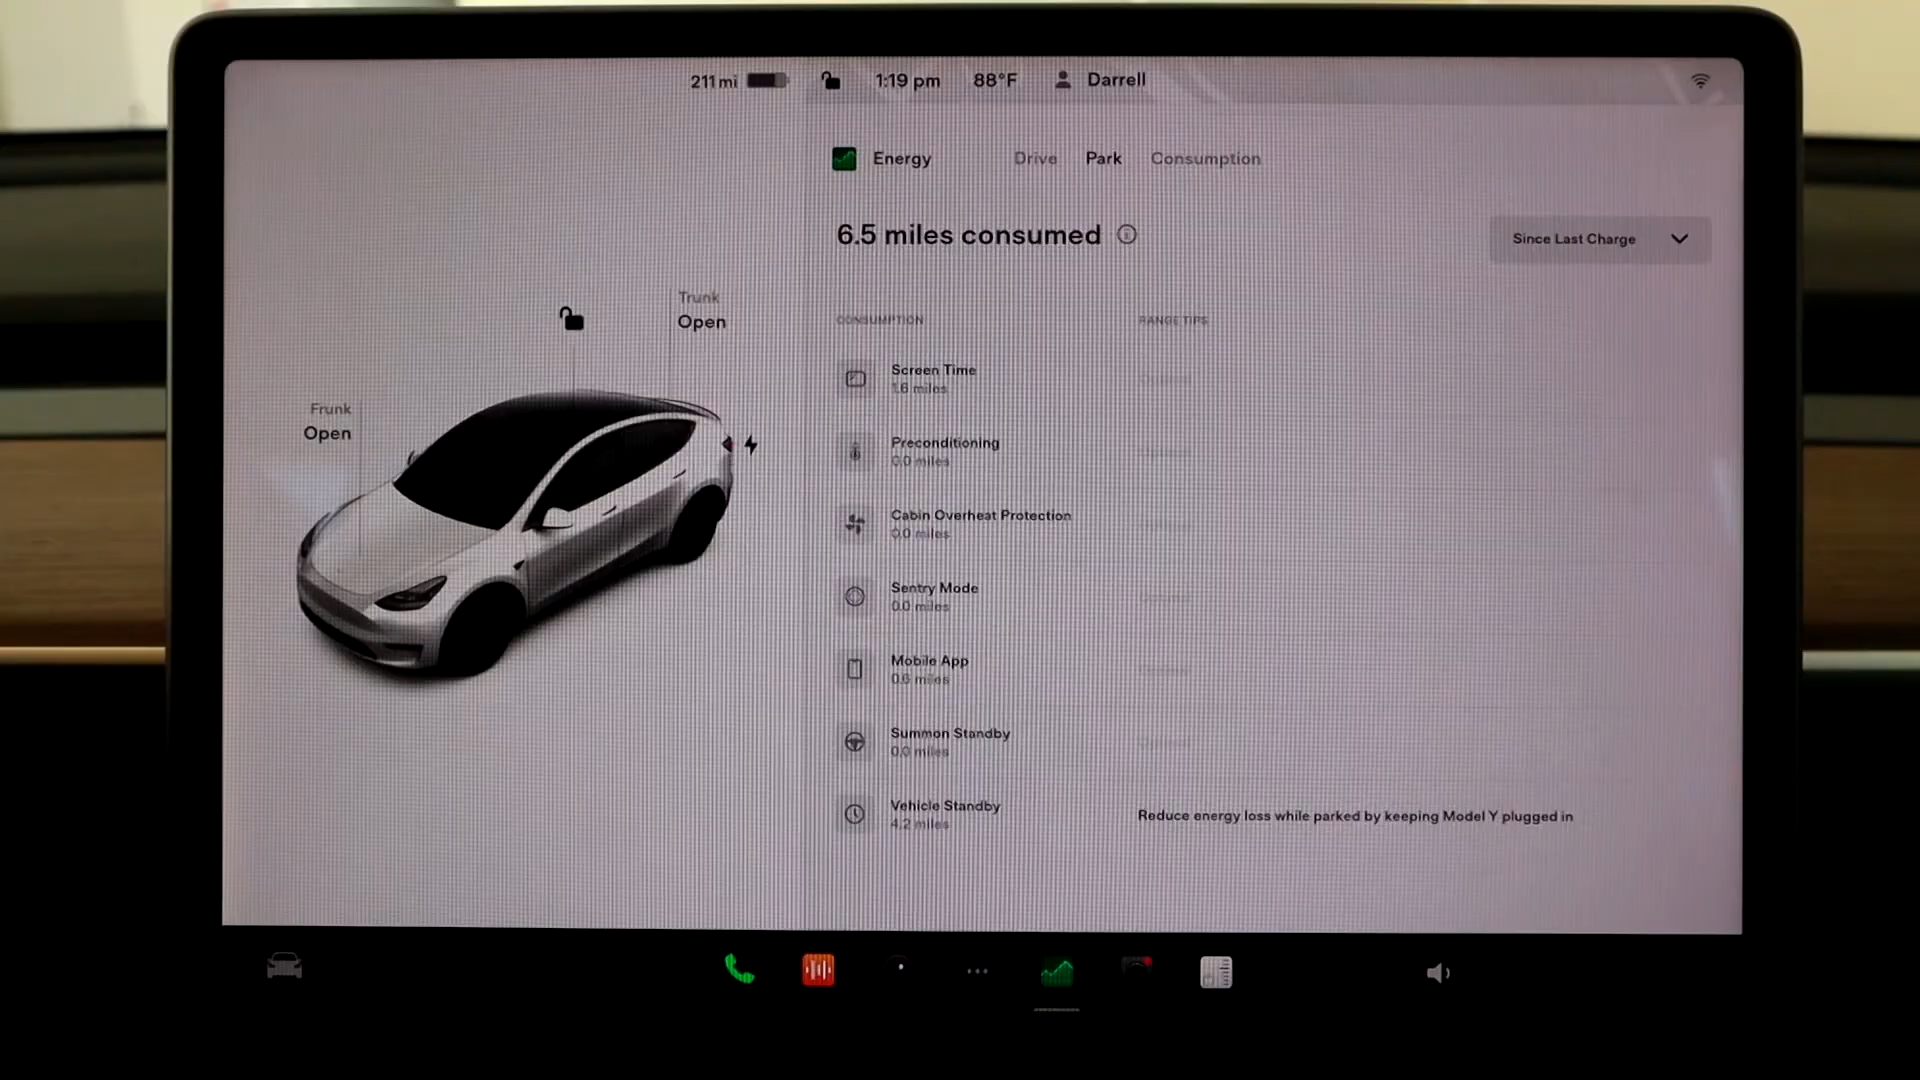 211 mi
1:19 pm
88°F
Darrell
Energy
Drive
Park
Consumption
6.5 miles consumed
Since Last Charge
Trunk
Open
Frunk
Open
CONSUMPTION
RANGE TIPS
Screen Time
1.6 miles
Preconditioning
0.0 miles
Cabin Overheat Protection
0.0 miles
Sentry Mode
0.0 miles
Mobile App
0.6 miles
Summon Standby
0.0 miles
Vehicle Standby
4.2 miles
Reduce energy loss while parked by keeping Model Y plugged in